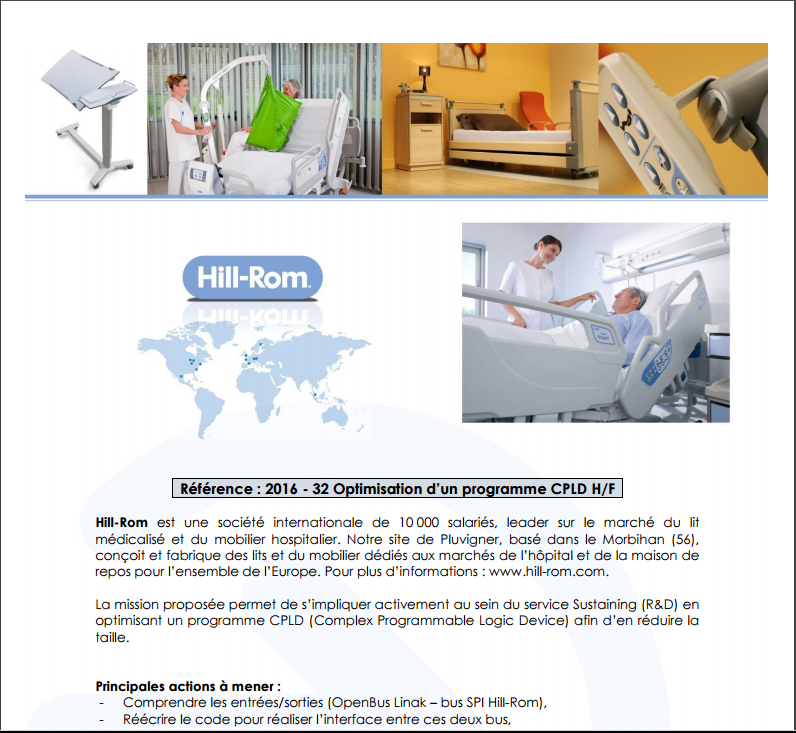 Hill-Rom
Référence : 2016 - 32 Optimisation d’un programme CPLD H/F
Hill-Rom est une société internationale de 10 000 salariés, leader sur le marché du lit
médicalisé et du mobilier hospitalier. Notre site de Pluvigner, basé dans le Morbihan (56),
conçoit et fabrique des lits et du mobilier dédiés aux marchés de l’hôpital et de la maison de
repos pour l’ensemble de l’Europe. Pour plus d’informations : www.hill-rom.com.
La mission proposée permet de s’impliquer activement au sein du service Sustaining (R&D) en
optimisant un programme CPLD (Complex Programmable Logic Device) afin d’en réduire la
taille.
Principales actions à mener :
- Comprendre les entrées/sorties (OpenBus Linak – bus SPI Hill-Rom),
- Réécrire le code pour réaliser l’interface entre ces deux bus,